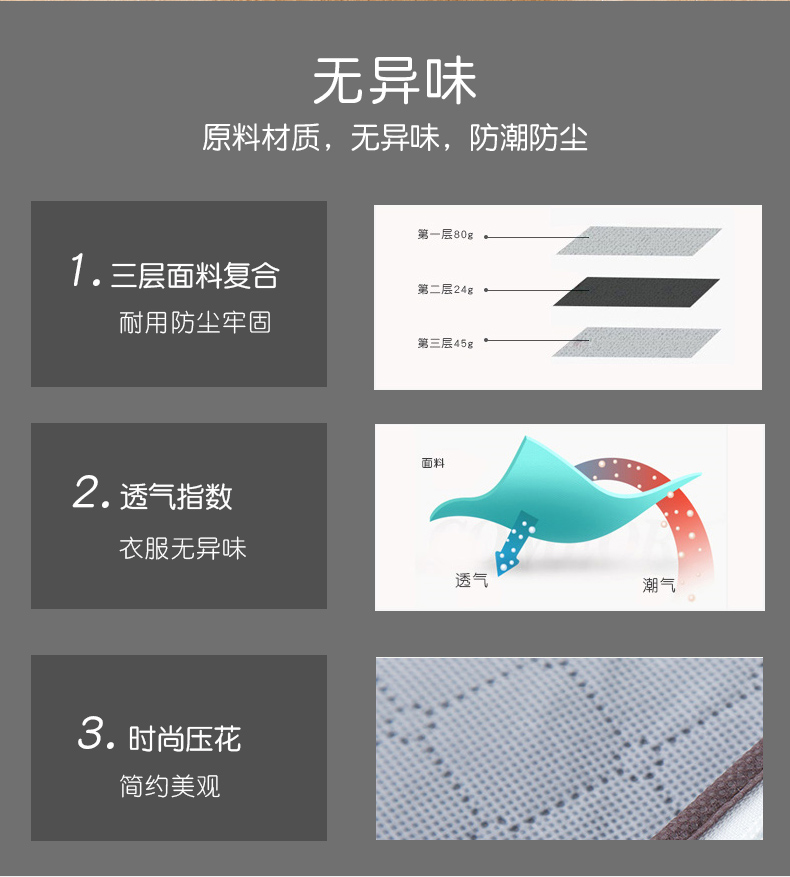 无异味
原料材质，无异味，防潮防尘
1.三层面料复合
耐用防尘牢固
第一层80g
第二层24g
第三层45g
2.透气指数
衣服无异味
面料
透气
潮气
3.时尚压花
简约美观